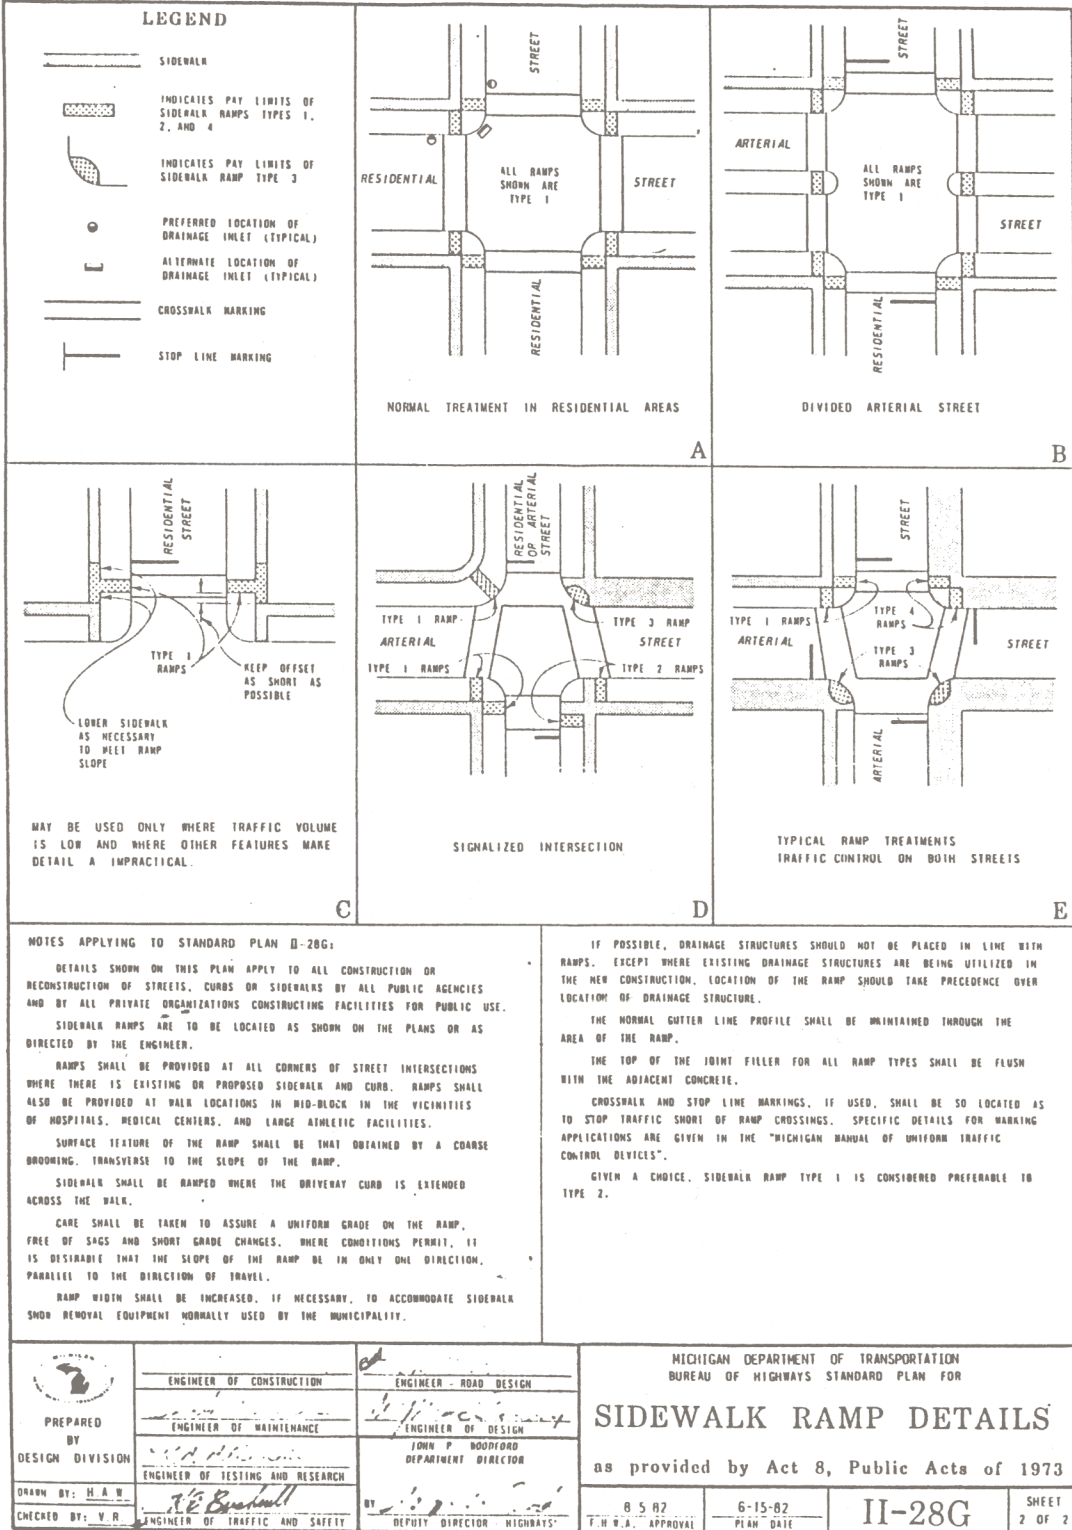 LEGEND
SIDEWALK
INDICATES PAY LIMITS OF
SIDEWALK RAMPS TYPES 1,
2, AND 4
INDICATES PAY LIMITS OF
SIDEWALK RAMP TYPE 3
PREFERRED LOCATION OF
DRAINAGE INLET (TYPICAL)
ALTERNATE LOCATION OF
DRAINAGE INLET (TYPICAL)
CROSSWALK MARKING
STOP LINE MARKING
STREET
RESIDENTIAL
ALL RAMPS
SHOWN ARE
TYPE 1
STREET
RESIDENTIAL
NORMAL TREATMENT IN RESIDENTIAL AREAS
A
STREET
ARTERIAL
ALL RAMPS
SHOWN ARE
TYPE 1
STREET
RESIDENTIAL
DIVIDED ARTERIAL STREET
B
RESIDENTIAL
STREET
TYPE 1
RAMPS
KEEP OFFSET
AS SHORT AS
POSSIBLE
LOWER SIDEWALK
AS NECESSARY
TO MEET RAMP
SLOPE
MAY BE USED ONLY WHERE TRAFFIC VOLUME
IS LOW AND WHERE OTHER FEATURES MAKE
DETAIL A IMPRACTICAL.
C
RESIDENTIAL
OR ARTERIAL
STREET
TYPE 1 RAMP
TYPE 3 RAMP
ARTERIAL
STREET
TYPE 1 RAMPS
TYPE 2 RAMPS
SIGNALIZED INTERSECTION
D
STREET
TYPE 1 RAMPS
TYPE 4
RAMPS
ARTERIAL
STREET
TYPE 3
RAMPS
ARTERIAL
TYPICAL RAMP TREATMENTS
TRAFFIC CONTROL ON BOTH STREETS
E
NOTES APPLYING TO STANDARD PLAN II-28G:
DETAILS SHOWN ON THIS PLAN APPLY TO ALL CONSTRUCTION OR
RECONSTRUCTION OF STREETS, CURBS OR SIDEWALKS BY ALL PUBLIC AGENCIES
AND BY ALL PRIVATE ORGANIZATIONS CONSTRUCTING FACILITIES FOR PUBLIC USE.
SIDEWALK RAMPS ARE TO BE LOCATED AS SHOWN ON THE PLANS OR AS
DIRECTED BY THE ENGINEER.
RAMPS SHALL BE PROVIDED AT ALL CORNERS OF STREET INTERSECTIONS
WHERE THERE IS EXISTING OR PROPOSED SIDEWALK AND CURB. RAMPS SHALL
ALSO BE PROVIDED AT WALK LOCATIONS IN MID-BLOCK IN THE VICINITIES
OF HOSPITALS, MEDICAL CENTERS, AND LARGE ATHLETIC FACILITIES.
SURFACE TEXTURE OF THE RAMP SHALL BE THAT OBTAINED BY A COARSE
BROOMING, TRANSVERSE TO THE SLOPE OF THE RAMP.
SIDEWALK SHALL BE RAMPED WHERE THE DRIVEWAY CURB IS EXTENDED
ACROSS THE WALK.
CARE SHALL BE TAKEN TO ASSURE A UNIFORM GRADE ON THE RAMP,
FREE OF SAGS AND SHORT GRADE CHANGES. WHERE CONDITIONS PERMIT, IT
IS DESIRABLE THAT THE SLOPE OF THE RAMP BE IN ONLY ONE DIRECTION,
PARALLEL TO THE DIRECTION OF TRAVEL.
RAMP WIDTH SHALL BE INCREASED, IF NECESSARY, TO ACCOMMODATE SIDEWALK
SNOW REMOVAL EQUIPMENT NORMALLY USED BY THE MUNICIPALITY.
IF POSSIBLE, DRAINAGE STRUCTURES SHOULD NOT BE PLACED IN LINE WITH
RAMPS. EXCEPT WHERE EXISTING DRAINAGE STRUCTURES ARE BEING UTILIZED IN
THE NEW CONSTRUCTION, LOCATION OF THE RAMP SHOULD TAKE PRECEDENCE OVER
LOCATION OF DRAINAGE STRUCTURE.
THE NORMAL GUTTER LINE PROFILE SHALL BE MAINTAINED THROUGH THE
AREA OF THE RAMP.
THE TOP OF THE JOINT FILLER FOR ALL RAMP TYPES SHALL BE FLUSH
WITH THE ADJACENT CONCRETE.
CROSSWALK AND STOP LINE MARKINGS, IF USED, SHALL BE SO LOCATED AS
TO STOP TRAFFIC SHORT OF RAMP CROSSINGS. SPECIFIC DETAILS FOR MARKING
APPLICATIONS ARE GIVEN IN THE "MICHIGAN MANUAL OF UNIFORM TRAFFIC
CONTROL DEVICES".
GIVEN A CHOICE, SIDEWALK RAMP TYPE 1 IS CONSIDERED PREFERABLE TO
TYPE 2.
PREPARED
BY
DESIGN DIVISION
DRAWN BY: H A W
CHECKED BY: V.R.
ENGINEER OF CONSTRUCTION
ENGINEER OF MAINTENANCE
ENGINEER OF TESTING AND RESEARCH
ENGINEER OF TRAFFIC AND SAFETY
ENGINEER - ROAD DESIGN
ENGINEER OF DESIGN
JOHN P WOODFORD
DEPARTMENT DIRECTOR
BY
DEPUTY DIRECTOR - HIGHWAYS
MICHIGAN DEPARTMENT OF TRANSPORTATION
BUREAU OF HIGHWAYS STANDARD PLAN FOR
SIDEWALK RAMP DETAILS
as provided by Act 8, Public Acts of 1973
8 5 82
F.H.W.A. APPROVAL
6-15-82
PLAN DATE
II-28G
SHEET
2 OF 2